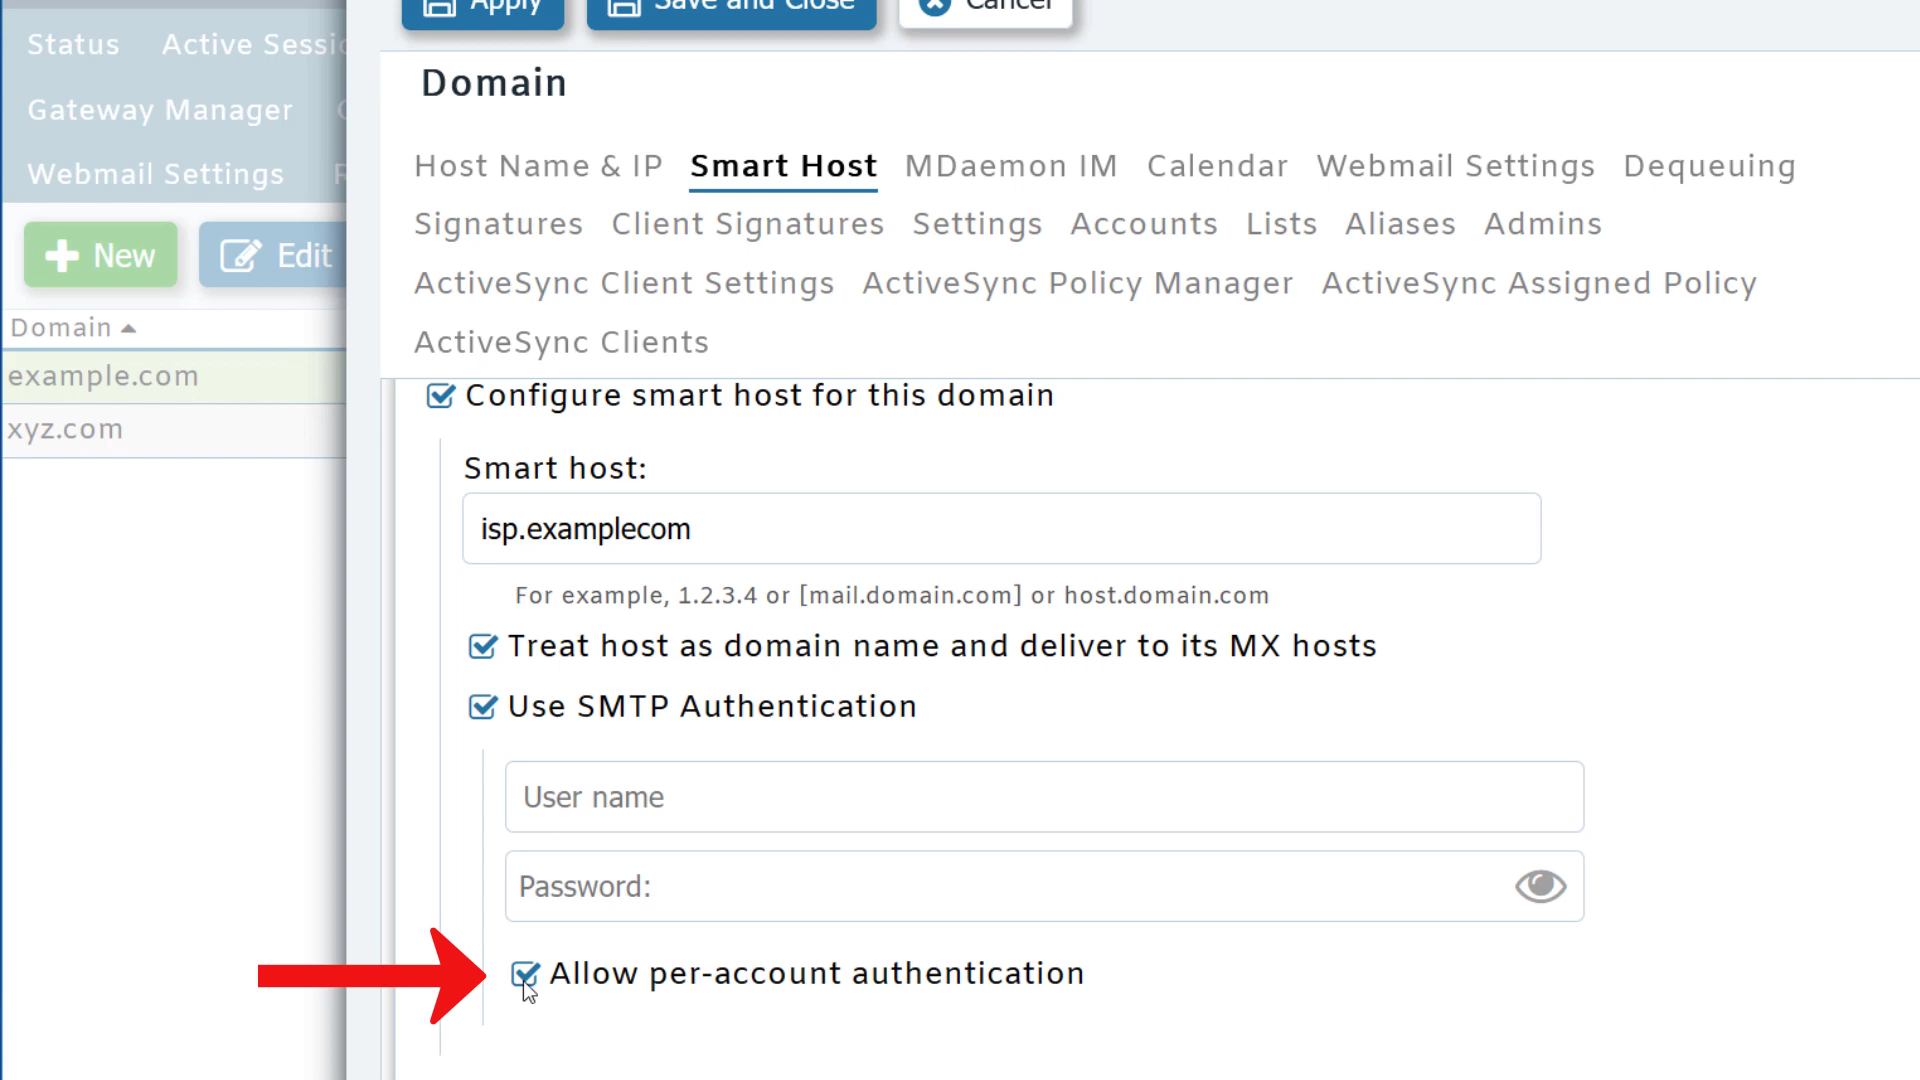 Apply Save and Close Cancel
Status Active Sessio
Gateway Manager
Webmail Settings
New Edit
Domain
example.com
xyz.com
Domain
Host Name & IP Smart Host MDaemon IM Calendar Webmail Settings Dequeuing
Signatures Client Signatures Settings Accounts Lists Aliases Admins
ActiveSync Client Settings ActiveSync Policy Manager ActiveSync Assigned Policy
ActiveSync Clients
Configure smart host for this domain
Smart host:
isp.examplecom
For example, 1.2.3.4 or [mail.domain.com] or host.domain.com
Treat host as domain name and deliver to its MX hosts
Use SMTP Authentication
User name
Password:
Allow per-account authentication